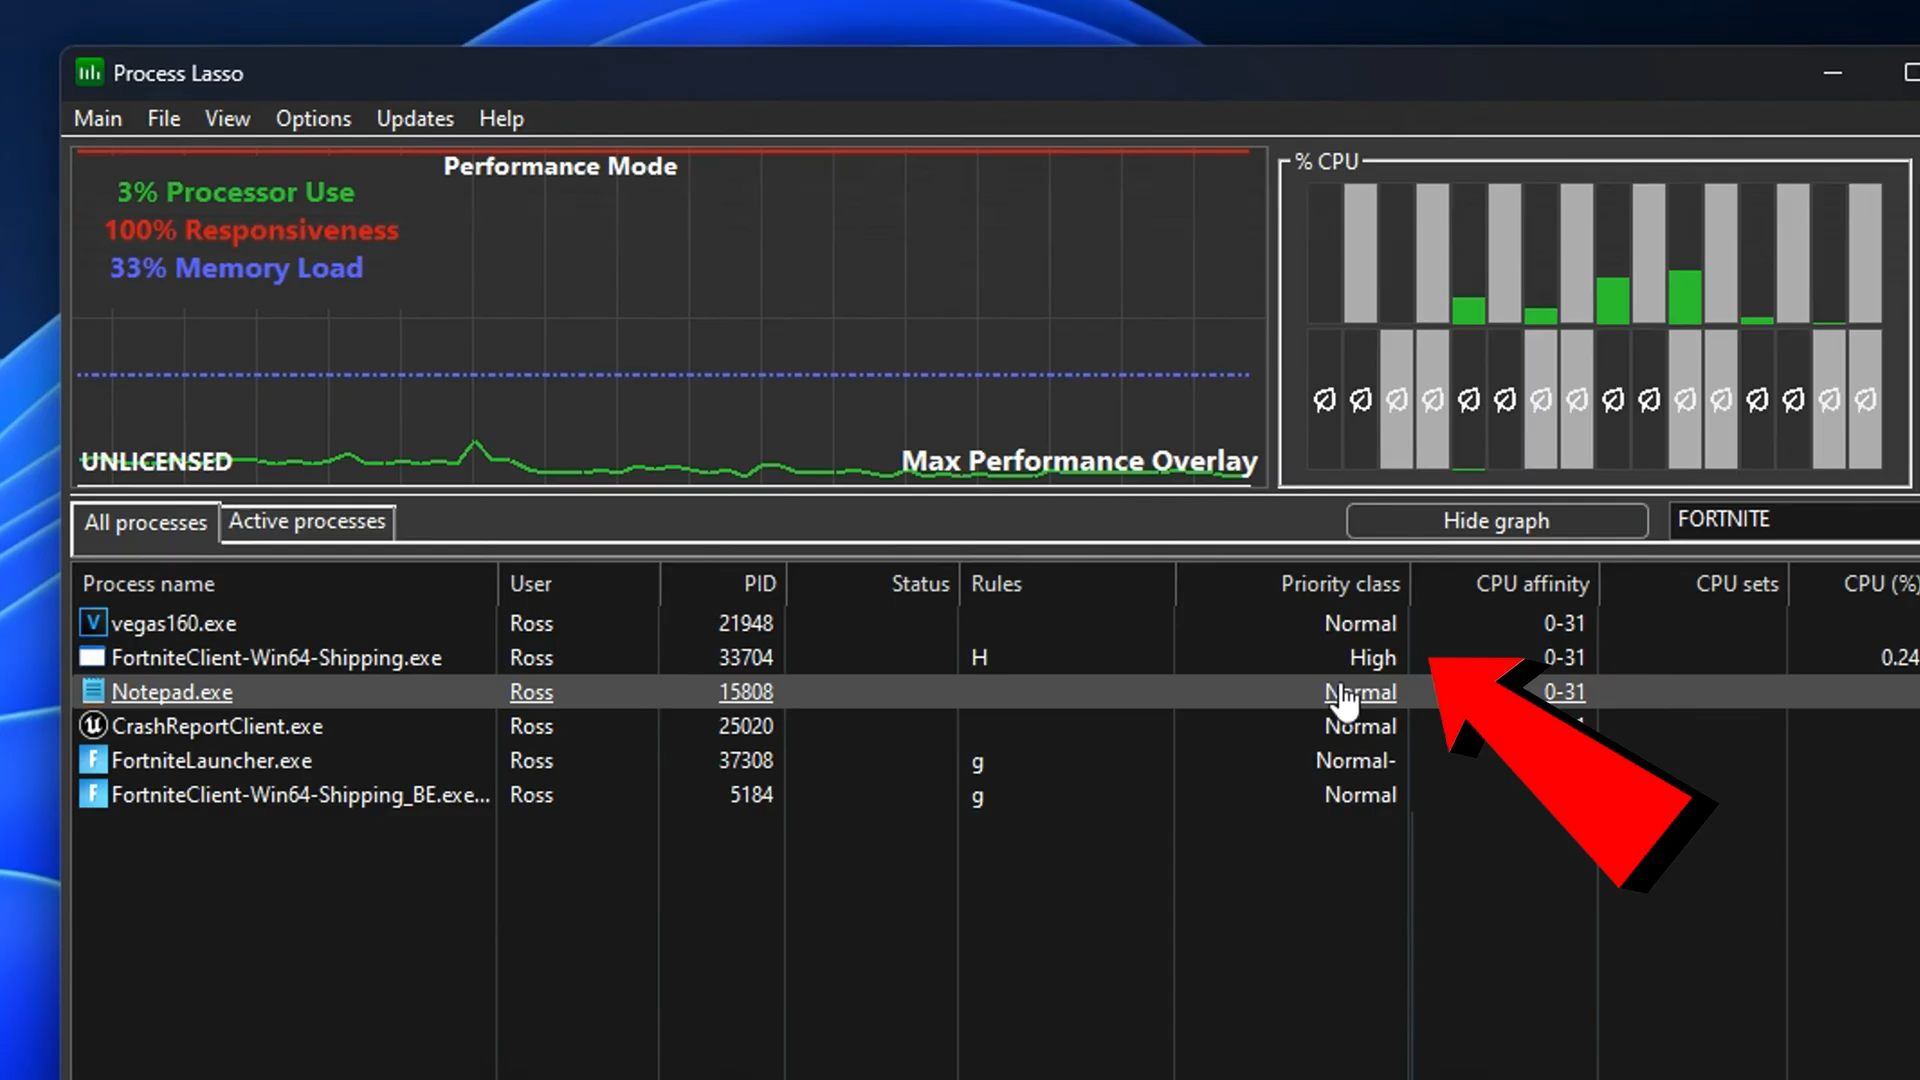 Process Lasso
Main File View Options Updates Help
Performance Mode
3% Processor Use
100% Responsiveness
33% Memory Load
UNLICENSED
Max Performance Overlay
% CPU
All processes Active processes Hide graph FORTNITE
Process name User PID Status Rules Priority class CPU affinity CPU sets CPU (%)
vegas160.exe Ross 21948 Normal 0-31
FortniteClient-Win64-Shipping.exe Ross 33704 H High 0-31 0.24
Notepad.exe Ross 15808 Normal 0-31
CrashReportClient.exe Ross 25020 Normal
FortniteLauncher.exe Ross 37308 g Normal-
FortniteClient-Win64-Shipping_BE.exe... Ross 5184 g Normal